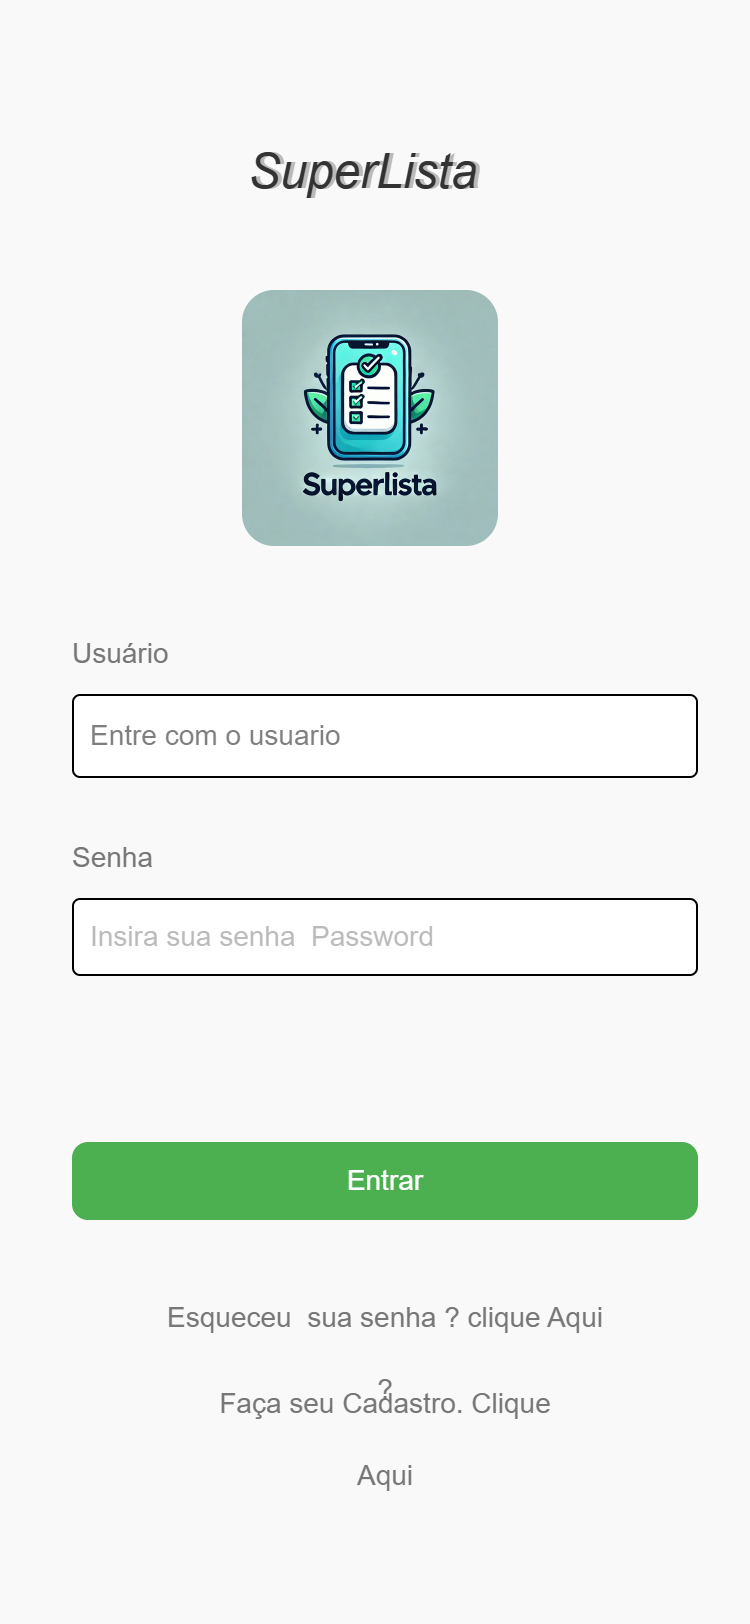 SuperLista
Superlista
Usuário
Entre com o usuario
Senha
Insira sua senha  Password
Entrar
Esqueceu  sua senha ? clique Aqui
?
Faça seu Cadastro. Clique
Aqui